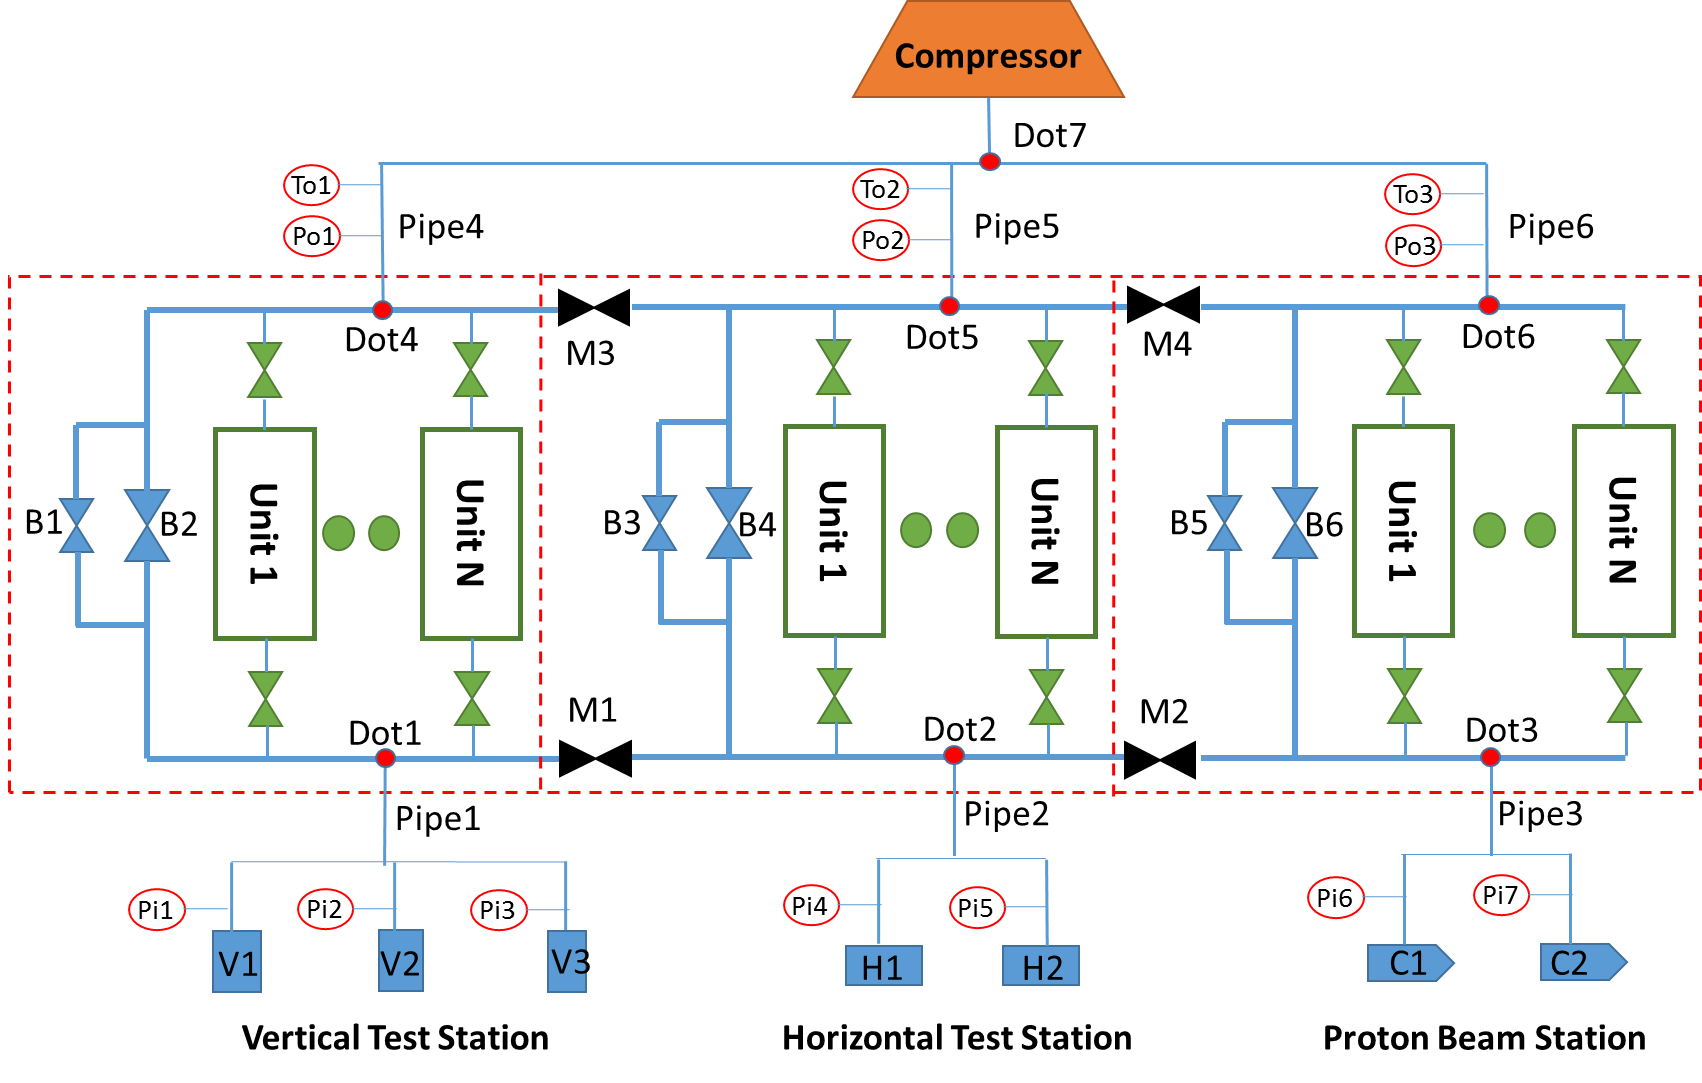 Compressor
Dot7
To1
To2
To3
Po1
Pipe4
Po2
Pipe5
Po3
Pipe6
Dot4
M3
Dot5
M4
Dot6
B1
B2
Unit 1
Unit N
B3
B4
Unit 1
Unit N
B5
B6
Unit 1
Unit N
Dot1
M1
Dot2
M2
Dot3
Pipe1
Pipe2
Pipe3
Pi1
Pi2
Pi3
Pi4
Pi5
Pi6
Pi7
V1
V2
V3
H1
H2
C1
C2
Vertical Test Station
Horizontal Test Station
Proton Beam Station